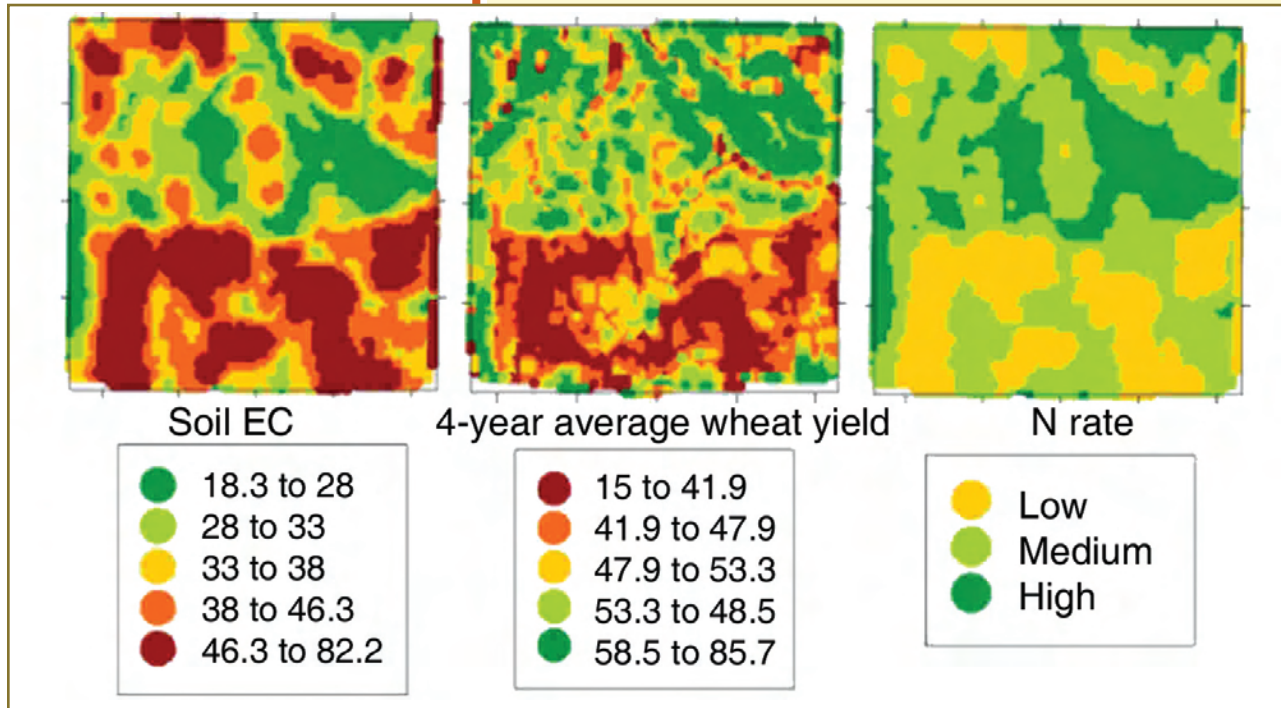 Soil EC
18.3 to 28
28 to 33
33 to 38
38 to 46.3
46.3 to 82.2
4-year average wheat yield
15 to 41.9
41.9 to 47.9
47.9 to 53.3
53.3 to 48.5
58.5 to 85.7
N rate
Low
Medium
High